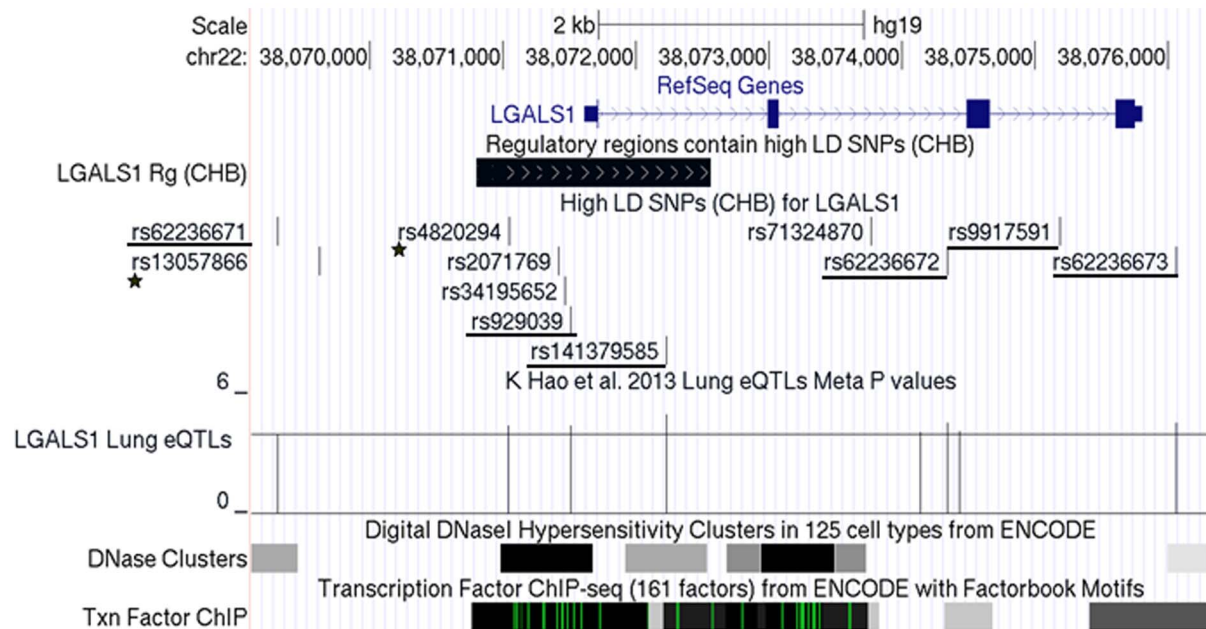 Scale 2 kb hg19
chr22: 38,070,000 38,071,000 38,072,000 38,073,000 38,074,000 38,075,000 38,076,000
RefSeq Genes
LGALS1
Regulatory regions contain high LD SNPs (CHB)
LGALS1 Rg (CHB)
High LD SNPs (CHB) for LGALS1
rs62236671 rs4820294 rs71324870 rs9917591
rs13057866 rs2071769 rs62236672 rs62236673
rs34195652
rs929039
rs141379585
6 K Hao et al. 2013 Lung eQTLs Meta P values
LGALS1 Lung eQTLs
0
Digital DNaseI Hypersensitivity Clusters in 125 cell types from ENCODE
DNase Clusters
Transcription Factor ChIP-seq (161 factors) from ENCODE with Factorbook Motifs
Txn Factor ChIP